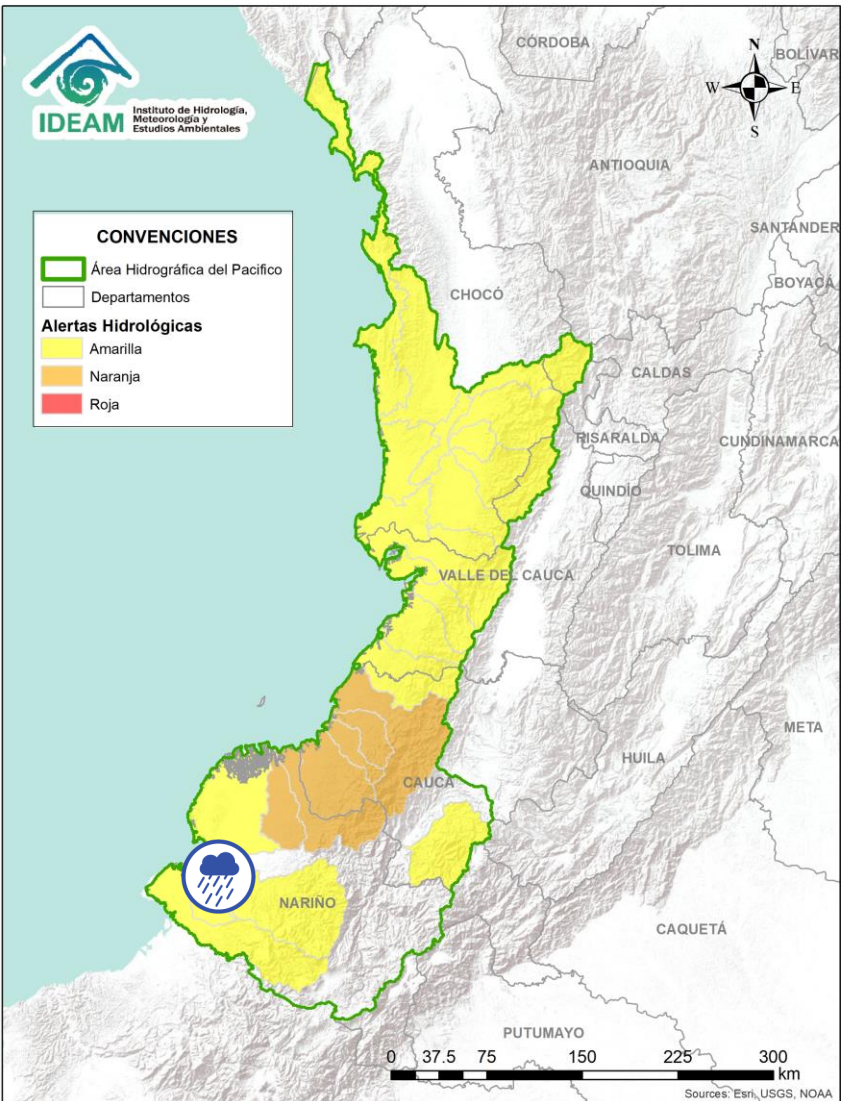 IDEAM
Instituto de Hidrología,
Meteorología y
Estudios Ambientales
N
W
E
S
CÓRDOBA
BOLIVAR
ANTIOQUIA
SANTANDER
BOYACÁ
CHOCÓ
CONVENCIONES
Área Hidrográfica del Pacifico
Departamentos
Alertas Hidrológicas
Amarilla
Naranja
Roja
CALDAS
RISARALDA
CUNDINAMARCA
QUINDÍO
TOLIMA
VALLE DEL CAUCA
META
HUILA
CAUCA
NARIÑO
CAQUETÁ
PUTUMAYO
0 37.5 75 150 225 300
km
Sources: Esri, USGS, NOAA